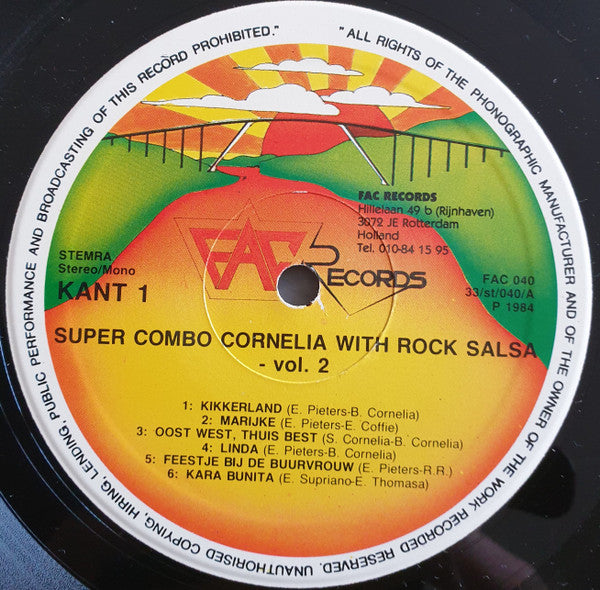 "ALL RIGHTS OF THE PHONOGRAPHIC MANUFACTURER AND OF THE OWNER OF THE WORK RECORDED RESERVED. UNAUTHORISED COPYING, HIRING, LENDING, PUBLIC PERFORMANCE AND BROADCASTING OF THIS RECORD PROHIBITED."
FAC RECORDS
Hillelaan 49 b (Rijnhaven)
3072 JE Rotterdam
Holland
Tel. 010-84 15 95
FAC RECORDS
STEMRA
Stereo/Mono
KANT 1
FAC 040
33/st/040/A
P 1984
SUPER COMBO CORNELIA WITH ROCK SALSA
- vol. 2
1: KIKKERLAND (E. Pieters-B. Cornelia)
2: MARIJKE (E. Pieters-E. Coffie)
3: OOST WEST, THUIS BEST (S. Cornelia-B. Cornelia)
4: LINDA (E. Pieters-B. Cornelia)
5: FEESTJE BIJ DE BUURVROUW (E. Pieters-R.R.)
6: KARA BUNITA (E. Supriano-E. Thomasa)